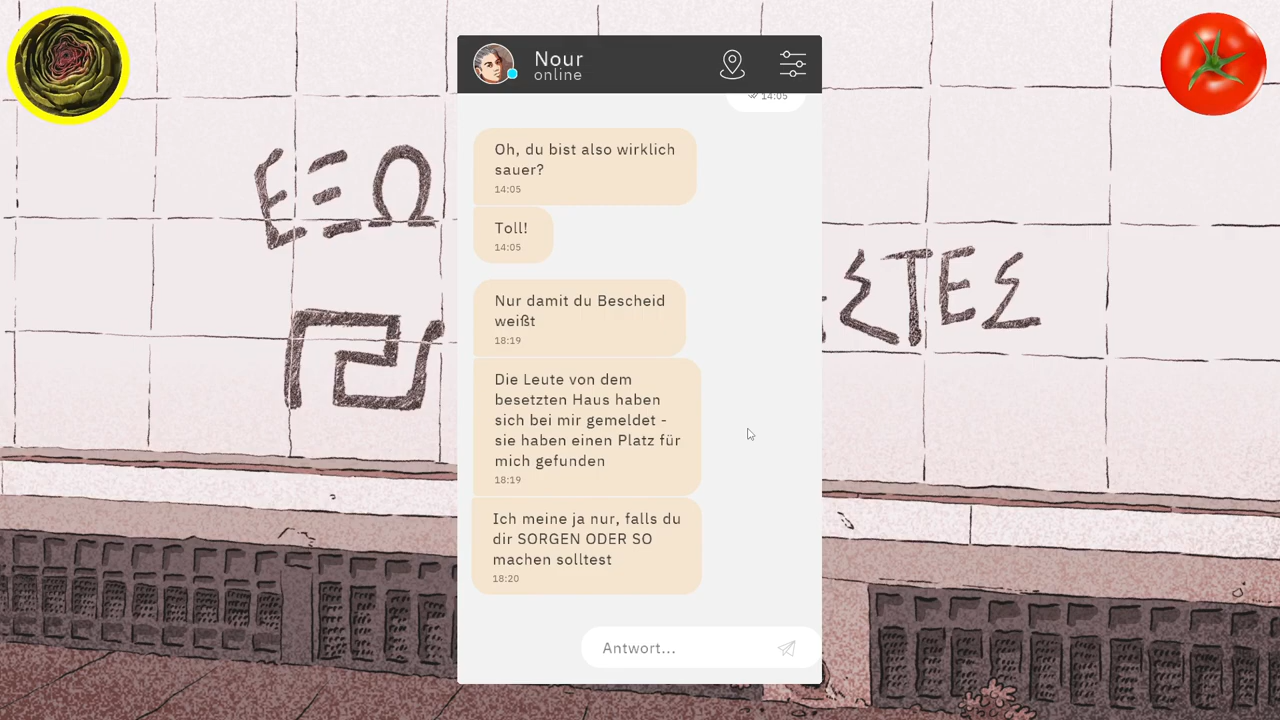 Nour
online
14:05
Oh, du bist also wirklich
sauer?
14:05
Toll!
14:05
Nur damit du Bescheid
weißt
18:19
Die Leute von dem
besetzten Haus haben
sich bei mir gemeldet -
sie haben einen Platz für
mich gefunden
18:19
Ich meine ja nur, falls du
dir SORGEN ODER SO
machen solltest
18:20
Antwort...
ΕΞΩ
ΣΤΕΣ